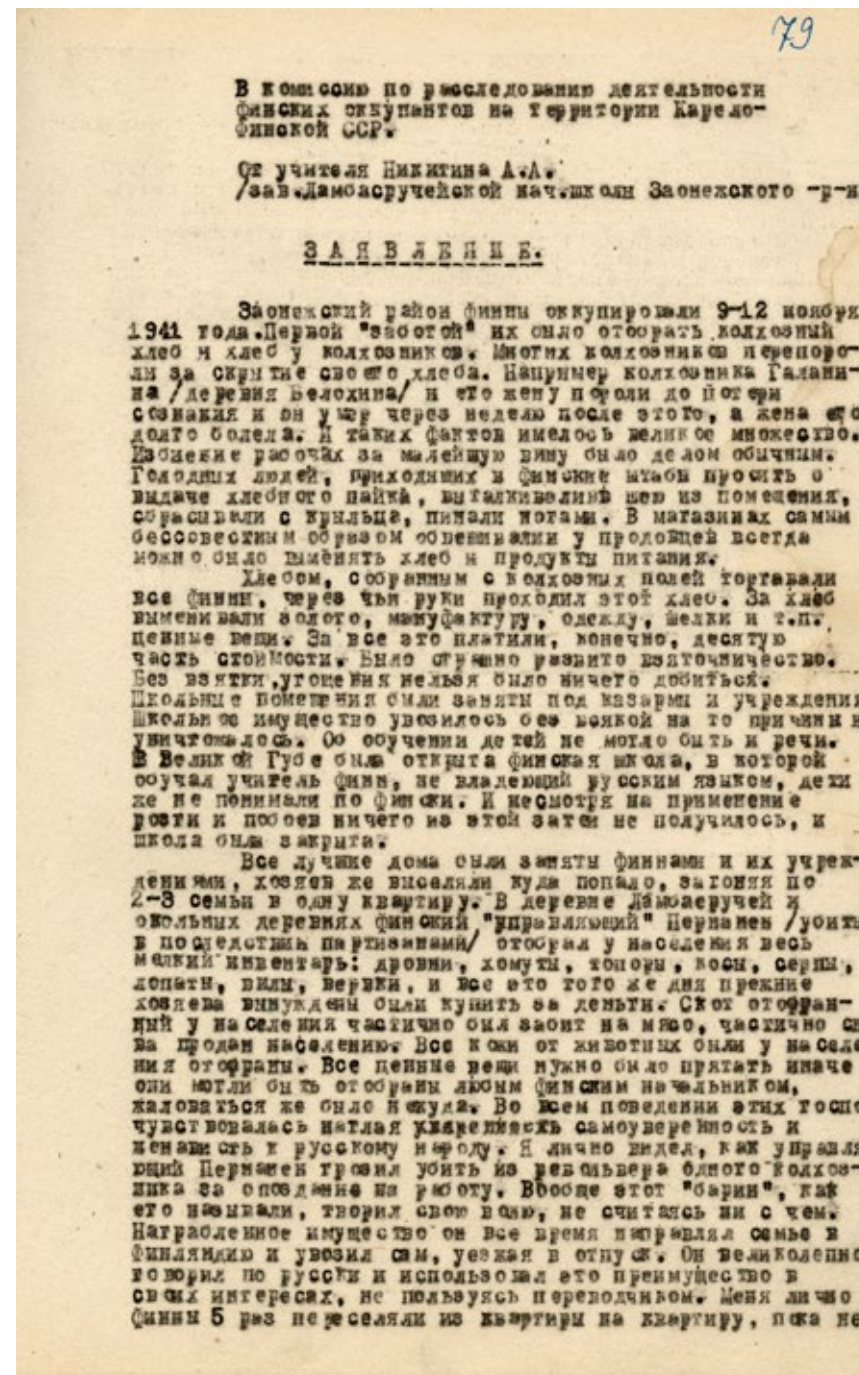 79
В комиссию по расследованию деятельности
финских оккупантов на территории Карело-
финской ССР.
От учителя Никитина А.А.
/зав.Ламбасручейской нач.школы Заонежского -р-н
ЗАЯВЛЕНИЕ.
Заонежский район финны оккупировали 9-12 ноября
1941 года.Первой "заботой" их было отобрать колхозный
хлеб и хлеб у колхозников. Многих колхозников перепоро-
ли за скрытие своего хлеба. Например колхозника Галани-
на /деревня Белохина/ и его жену пороли до потери
сознания и он умер через неделю после этого, а жена его
долго болела. И таких фактов имелось великое множество.
Избиение рабочих за малейшую вину было делом обычным.
Голодных людей, приходящих в финские штабы просить о
выдаче хлебного пайка, выталкивали в шею из помещения,
сбрасывали с крыльца, пинали ногами. В магазинах самым
бессовестным образом обвешивали и у продавцев всегда
можно было выменять хлеб и продукты питания.
Хлебом, собранным с колхозных полей торговали
все финны, через чьи руки проходил этот хлеб. За хлеб
выменивали золото, мануфактуру, одежду, шелки и т.п.
ценные вещи. За все это платили, конечно, десятую
часть стоимости. Было страшно развито взяточничество.
Без взятки,угощения нельзя было ничего добиться.
Школьные помещения были заняты под казармы и учреждения
Школьное имущество увозилось без всякой на то причины и
уничтожалось. Об обучении детей не могло быть и речи.
В Великой Губе была открыта финская школа, в которой
обучал учитель финн, не владеющий русским языком, дети
же не понимали по фински. И несмотря на применение
розги и побоев ничего из этой затеи не получилось, и
школа была закрыта.
Все лучшие дома были заняты финнами и их учреж-
дениями, хозяев же выселяли куда попало, загоняя по
2-3 семьи в одну квартиру. В деревне Ламбасручей и
окольных деревнях финский "управляющий" Пернанен /убиты
в последствии партизанами/ отобрал у населения весь
мелкий инвентарь: дровни, хомуты, топоры, косы, серпы,
лопаты, вилы, веревки, и все это того же дня прежние
хозяева вынуждены были купить за деньги. Скот отобран-
ный у населения частично был забит на мясо, частично сн
ва продан населению. Все кожи от животных были у населе
ния отобраны. Все ценные вещи нужно было прятать иначе
они могли быть отобраны любым финским начальником,
жаловаться же было некуда. Во всем поведении этих госпо
чувствовалась наглая самоуверенность и
ненависть к русскому народу. Я лично видел, как управля
ющий Пернанен грозил убить из револьвера одного колхоз-
ника за опоздание на работу. Вообще этот "барин", как
его называли, творил свою волю, не считаясь ни с чем.
Награбленное имущество он все время направлял семье в
Финляндию и увозил сам, уезжая в отпуск. Он великолепно
говорил по русски и использовал это преимущество в
своих интересах, не пользуясь переводчиком. Меня лично
финны 5 раз переселяли из квартиры на квартиру, пока не